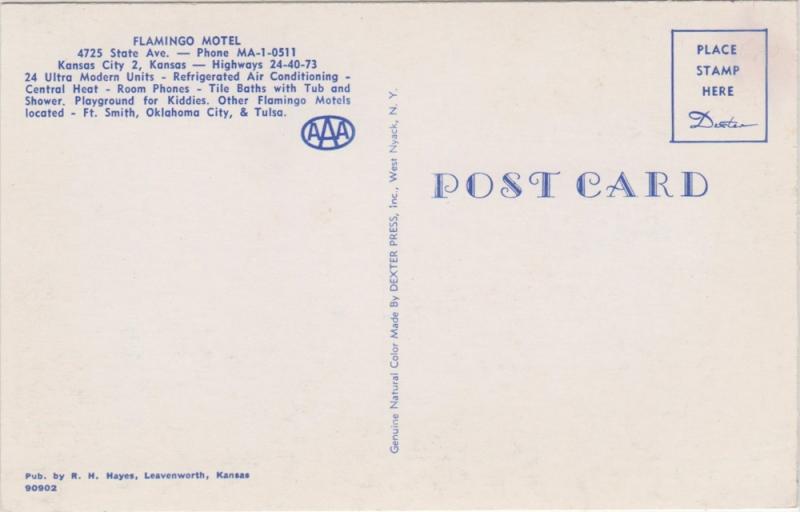 FLAMINGO MOTEL
4725 State Ave. — Phone MA-1-0511
Kansas City 2, Kansas — Highways 24-40-73
24 Ultra Modern Units - Refrigerated Air Conditioning -
Central Heat - Room Phones - Tile Baths with Tub and
Shower. Playground for Kiddies. Other Flamingo Motels
located - Ft. Smith, Oklahoma City, & Tulsa.
AAA
Pub. by R. H. Hayes, Leavenworth, Kansas
90902
Genuine Natural Color Made By DEXTER PRESS, Inc., West Nyack, N. Y.
PLACE
STAMP
HERE
Dexter
POST CARD